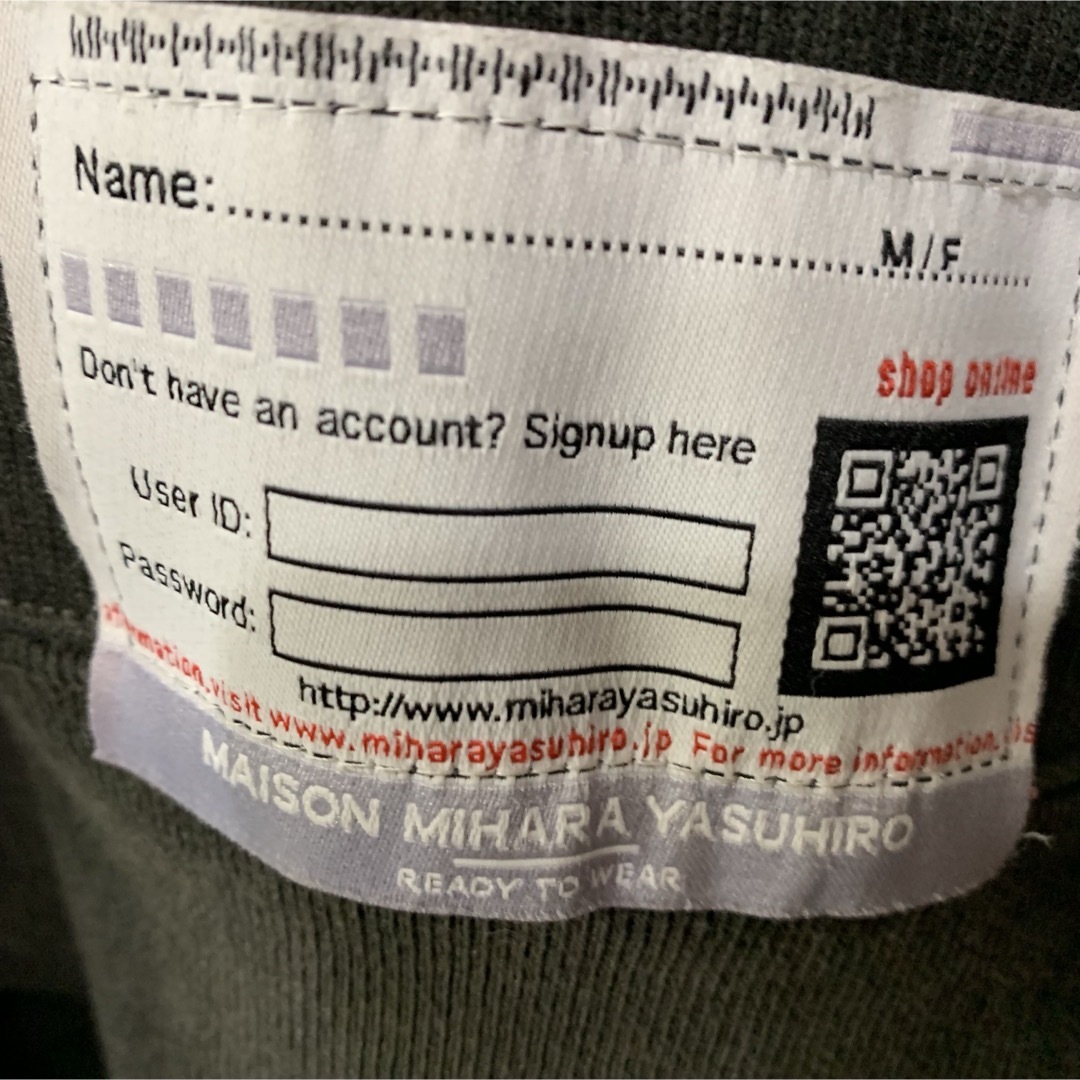 Name:
M/F
shop online
Don't have an account? Signup here
User ID:
Password:
http://www.miharayasuhiro.jp
information, visit www.miharayasuhiro.jp For more information,
MAISON MIHARA YASUHIRO
READY TO WEAR